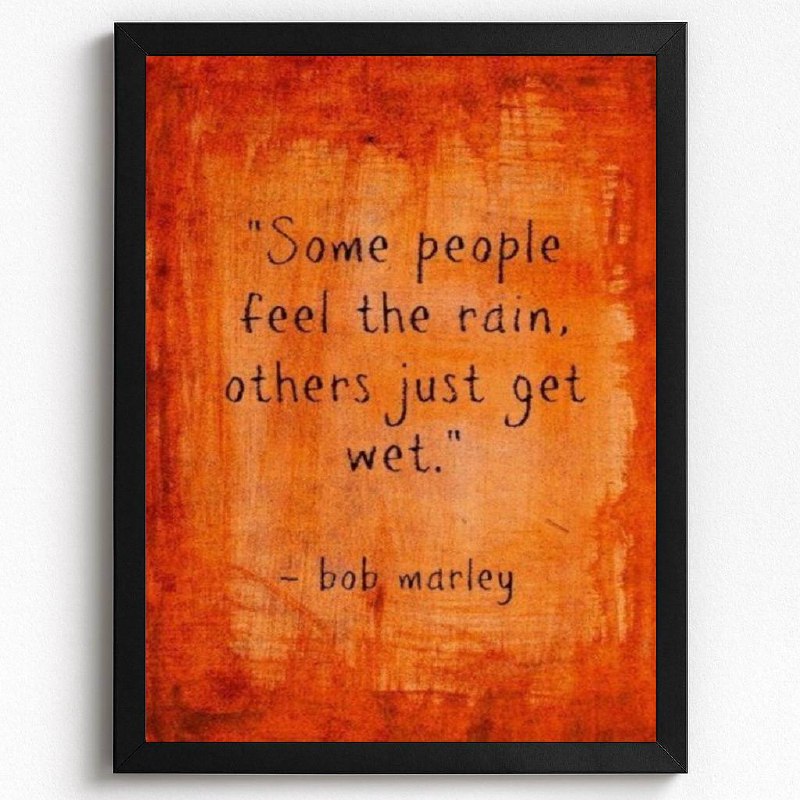 "Some people
feel the rain,
others just get
wet."
- bob marley